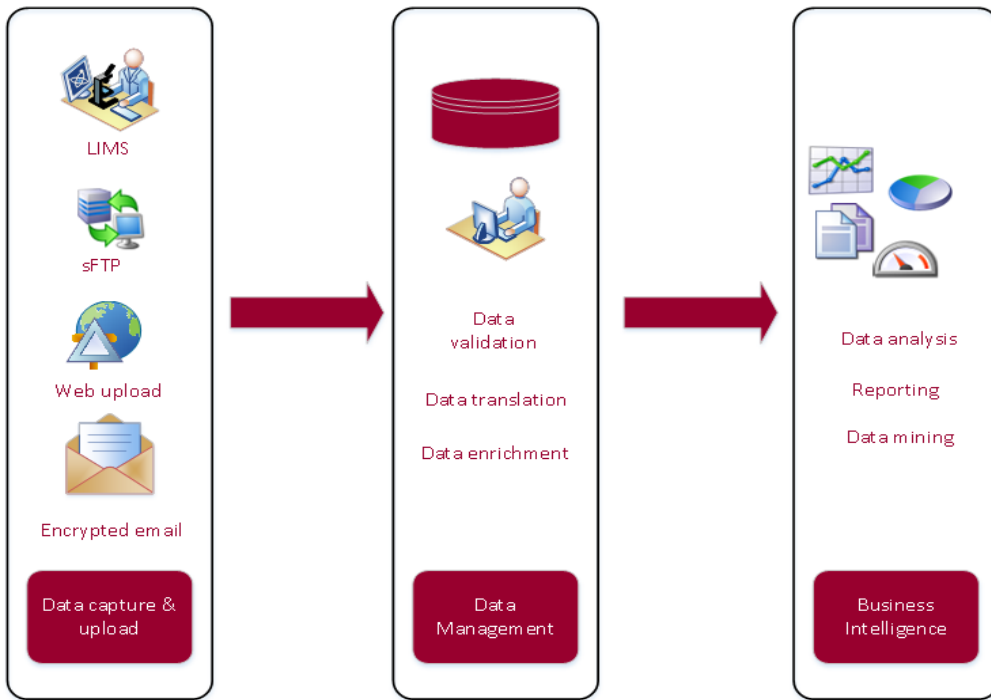 LIMS
sFTP
Web upload
Encrypted email
Data capture &
upload
Data
validation
Data translation
Data enrichment
Data
Management
Data analysis
Reporting
Data mining
Business
Intelligence